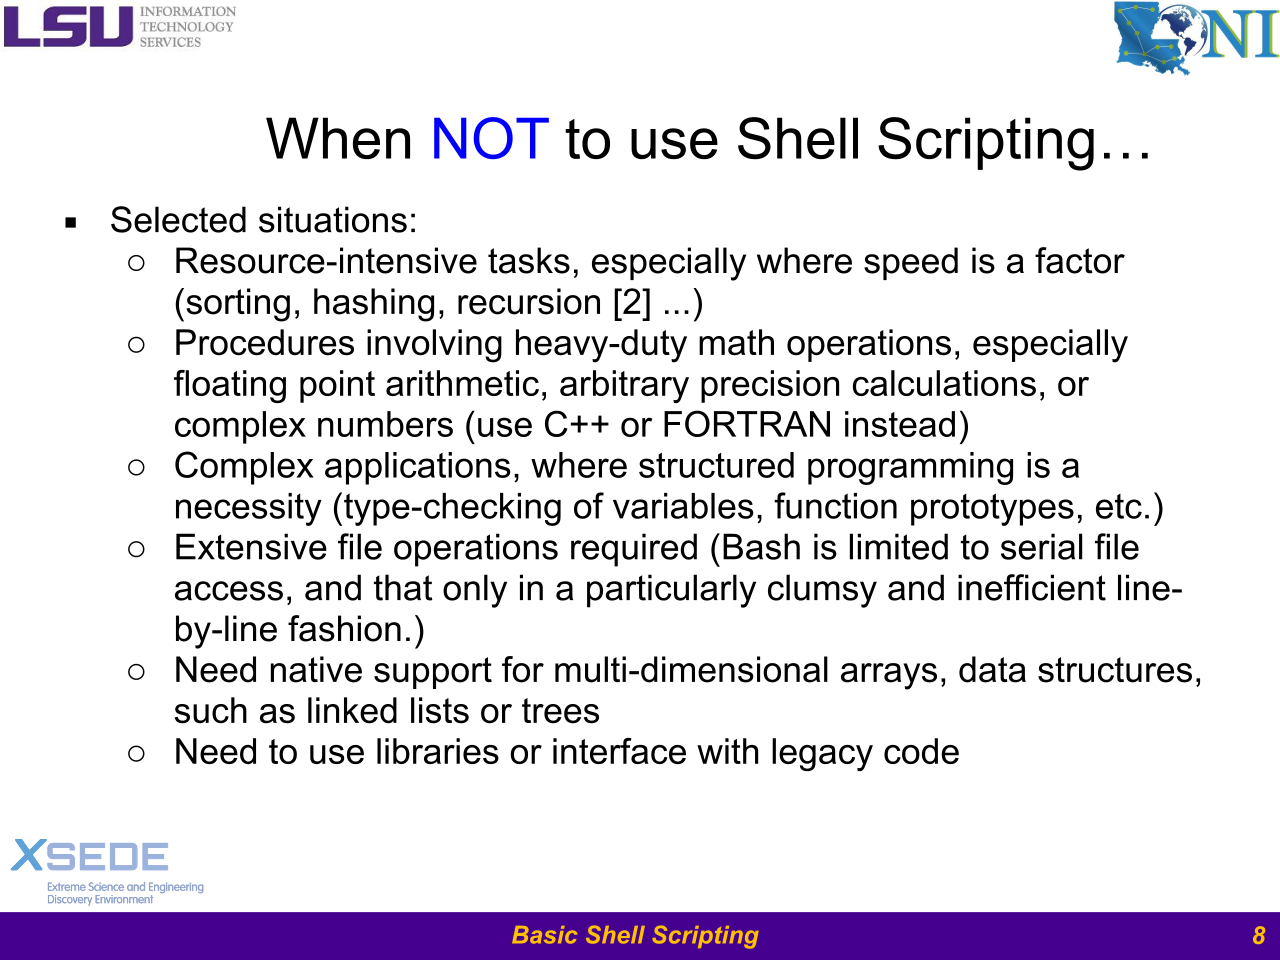 LSU
INFORMATION
TECHNOLOGY
SERVICES
LONI
When NOT to use Shell Scripting…
▪ Selected situations:
○ Resource-intensive tasks, especially where speed is a factor
(sorting, hashing, recursion [2] ...)
○ Procedures involving heavy-duty math operations, especially
floating point arithmetic, arbitrary precision calculations, or
complex numbers (use C++ or FORTRAN instead)
○ Complex applications, where structured programming is a
necessity (type-checking of variables, function prototypes, etc.)
○ Extensive file operations required (Bash is limited to serial file
access, and that only in a particularly clumsy and inefficient line-
by-line fashion.)
○ Need native support for multi-dimensional arrays, data structures,
such as linked lists or trees
○ Need to use libraries or interface with legacy code
XSEDE
Extreme Science and Engineering
Discovery Environment
Basic Shell Scripting
8